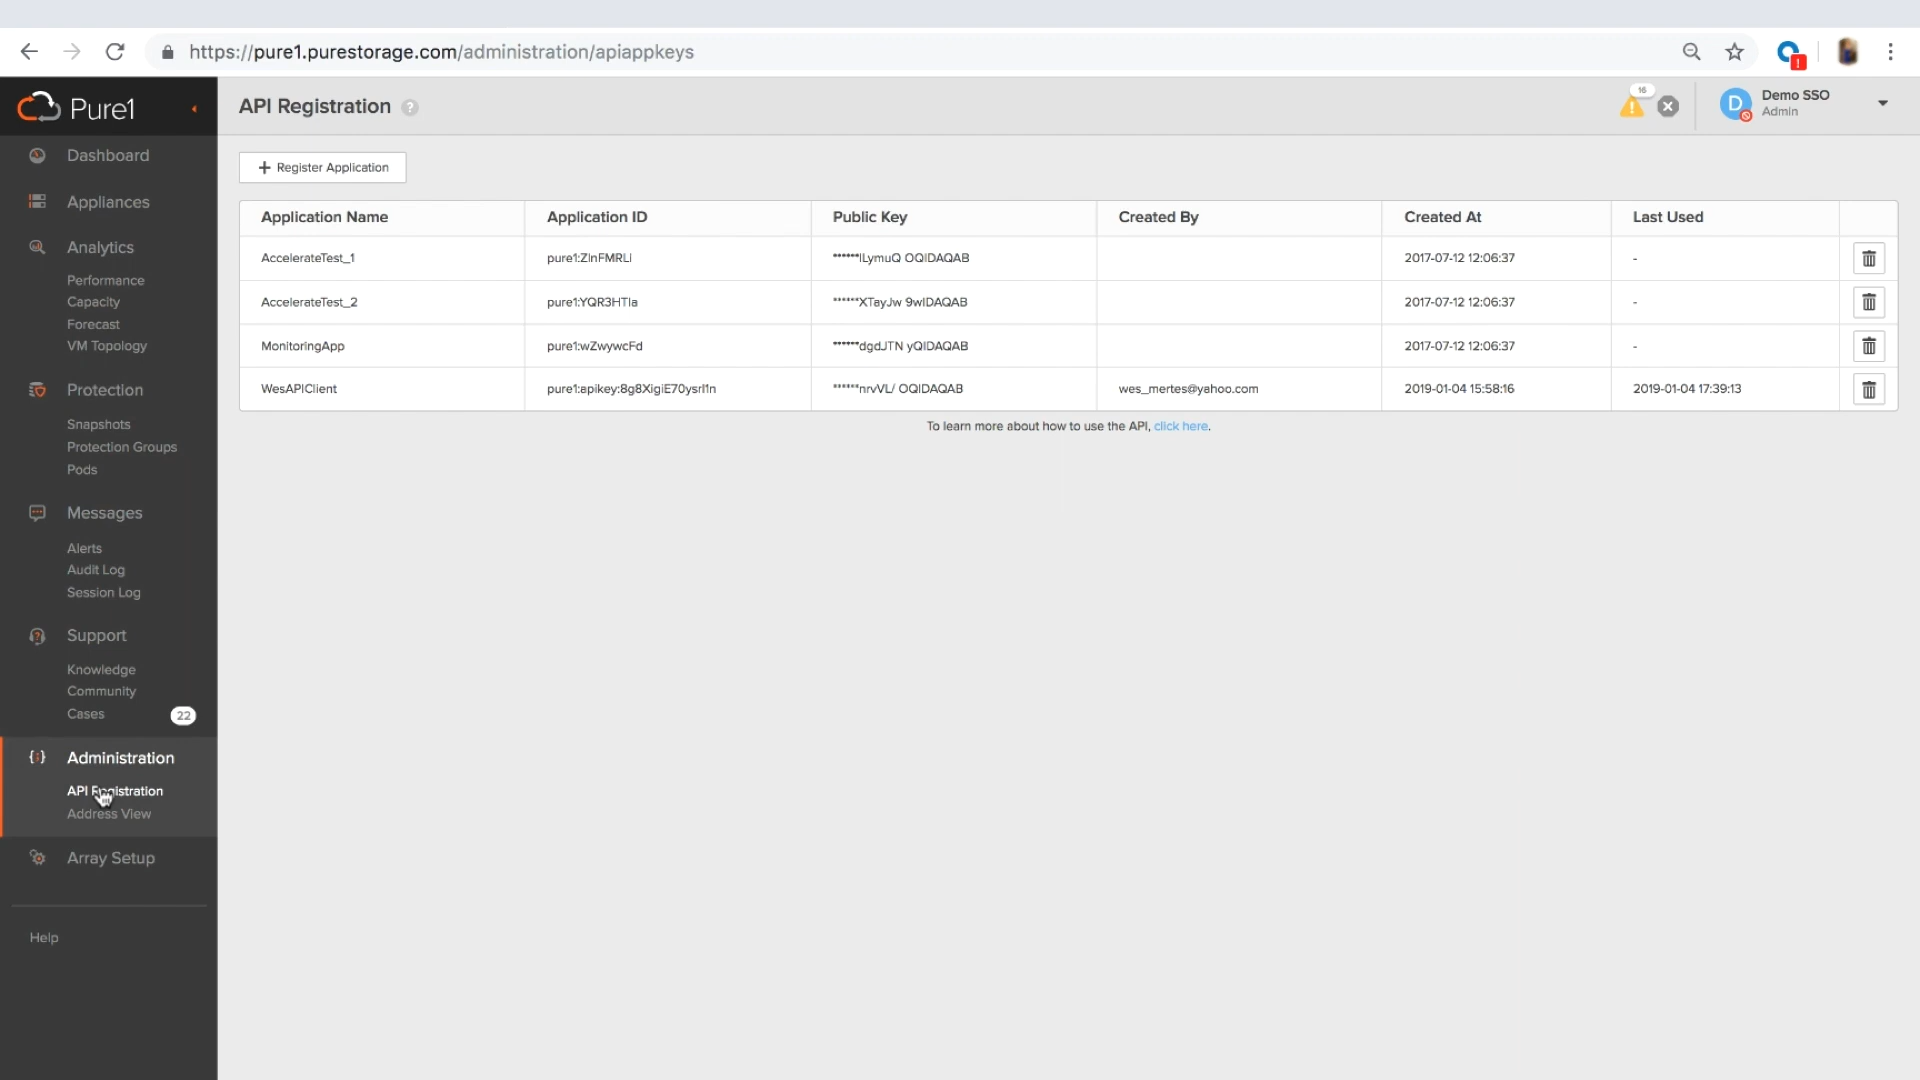 https://pure1.purestorage.com/administration/apiappkeys
Pure1
API Registration ?
16
D
Demo SSO
Admin
Dashboard
Appliances
Analytics
Performance
Capacity
Forecast
VM Topology
Protection
Snapshots
Protection Groups
Pods
Messages
Alerts
Audit Log
Session Log
Support
Knowledge
Community
Cases 22
Administration
API Registration
Address View
Array Setup
Help
+ Register Application
Application Name Application ID Public Key Created By Created At Last Used
AccelerateTest_1 pure1:ZlnFMRLl ******lLymuQ OQIDAQAB 2017-07-12 12:06:37 -
AccelerateTest_2 pure1:YQR3HTla ******XTayJw 9wIDAQAB 2017-07-12 12:06:37 -
MonitoringApp pure1:wZwywcFd ******dgdJTN yQIDAQAB 2017-07-12 12:06:37 -
WesAPIClient pure1:apikey:8g8XigiE70ysrl1n ******nrvVL/ OQIDAQAB wes_mertes@yahoo.com 2019-01-04 15:58:16 2019-01-04 17:39:13
To learn more about how to use the API, click here.